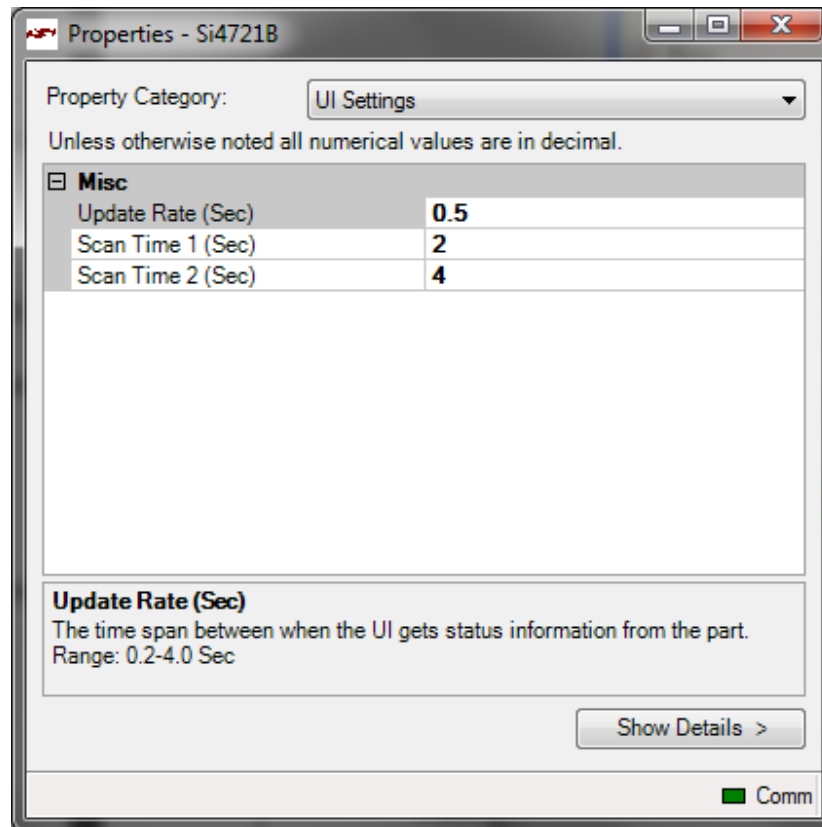 Properties - Si4721B
Property Category: UI Settings
Unless otherwise noted all numerical values are in decimal.
Misc
Update Rate (Sec) 0.5
Scan Time 1 (Sec) 2
Scan Time 2 (Sec) 4
Update Rate (Sec)
The time span between when the UI gets status information from the part.
Range: 0.2-4.0 Sec
Show Details >
Comm